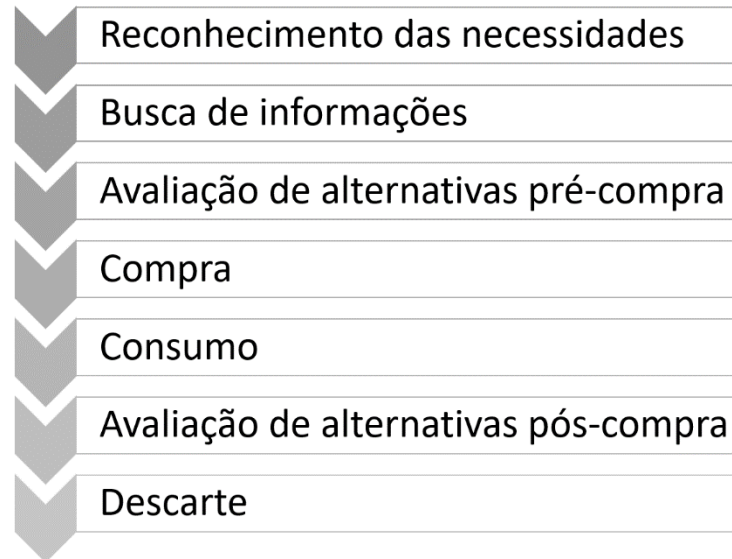 Reconhecimento das necessidades
Busca de informações
Avaliação de alternativas pré-compra
Compra
Consumo
Avaliação de alternativas pós-compra
Descarte